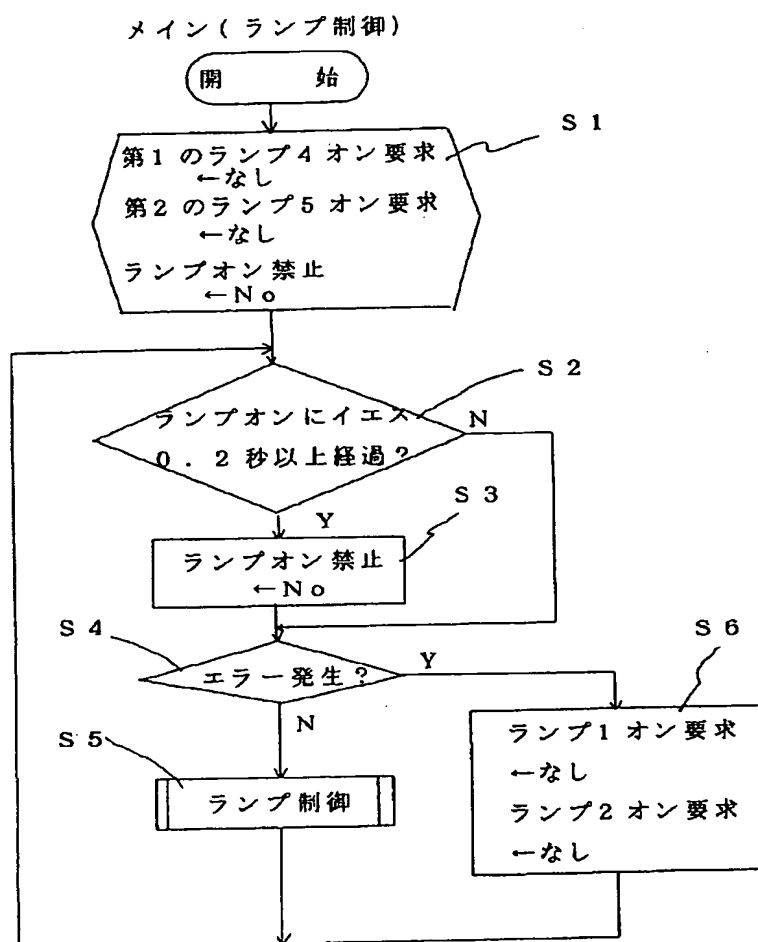 メイン(ランプ制御)
開 始
S 1
第1 のランプ4 オン要求
←なし
第2 のランプ5 オン要求
←なし
ランプオン禁止
←No
S 2
ランプオンにイエス
0.2 秒以上経過?
N
Y
S 3
ランプオン禁止
←No
S 4
エラー発生?
Y
N
S 6
ランプ1 オン要求
←なし
ランプ2 オン要求
←なし
S 5
ランプ制御